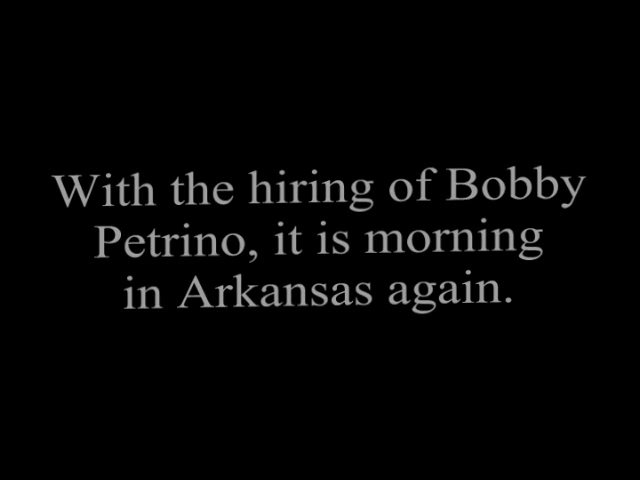 With the hiring of Bobby
Petrino, it is morning
in Arkansas again.